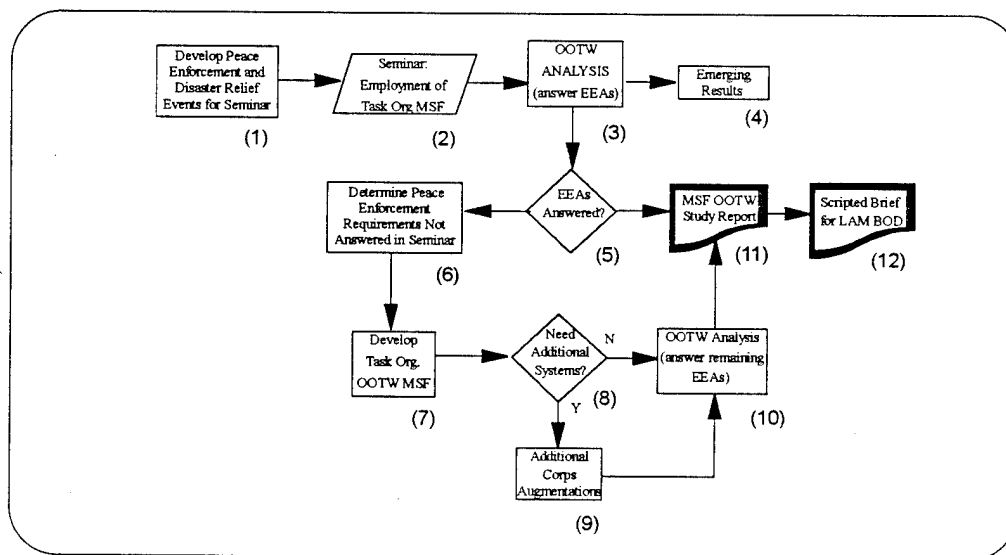 Develop Peace
Enforcement and
Disaster Relief
Events for Seminar
(1)
Seminar:
Employment of
Task Org MSF
(2)
OOTW
ANALYSIS
(answer EEAs)
(3)
Emerging
Results
(4)
EEAs
Answered?
(5)
Determine Peace
Enforcement
Requirements Not
Answered in Seminar
(6)
MSF OOTW
Study Report
(11)
Scripted Brief
for LAM BOD
(12)
Develop
Task Org.
OOTW MSF
(7)
Need
Additional
Systems?
(8)
N
Y
OOTW Analysis
(answer remaining
EEAs)
(10)
Additional
Corps
Augmentations
(9)